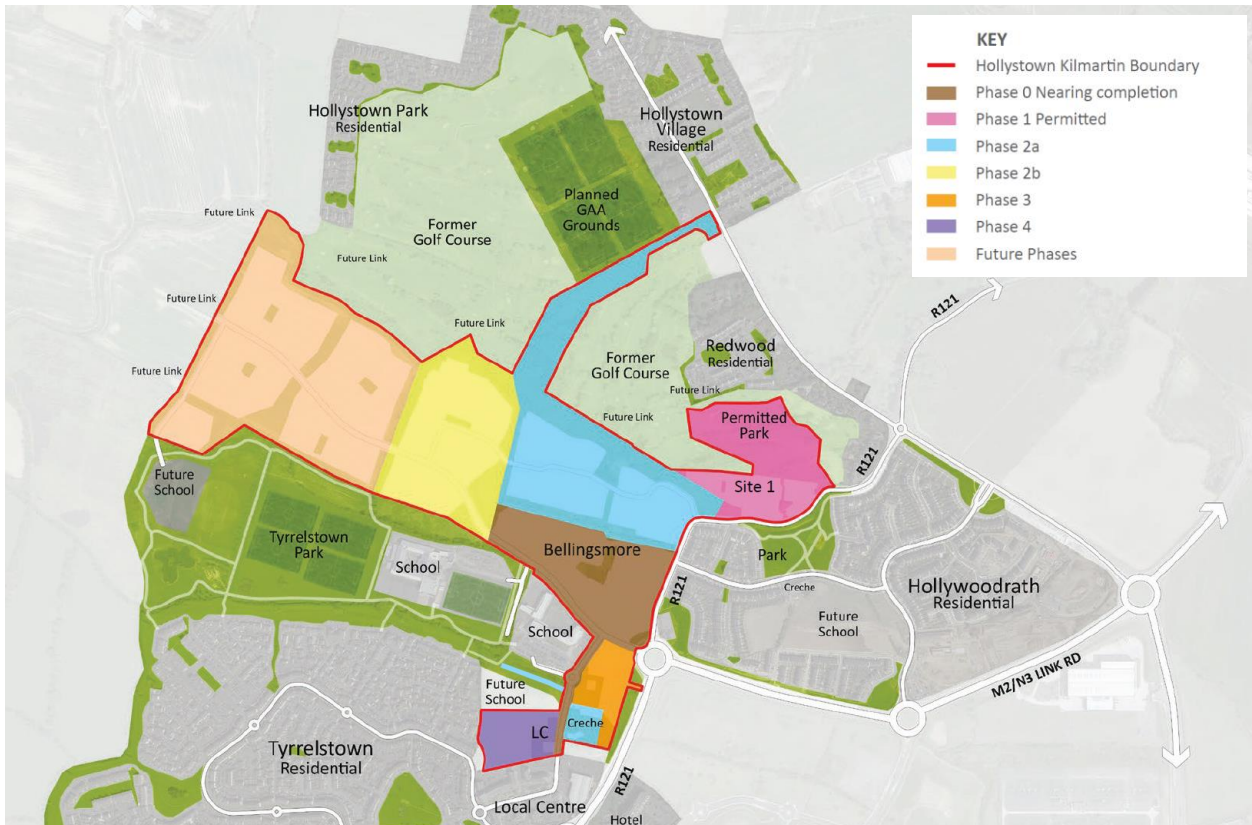 KEY
Hollystown Kilmartin Boundary
Phase 0 Nearing completion
Phase 1 Permitted
Phase 2a
Phase 2b
Phase 3
Phase 4
Future Phases
Hollystown Park
Residential
Hollystown
Village
Residential
Planned
GAA
Grounds
Future Link
Former
Golf Course
Future Link
Future Link
Future Link
R121
Future Link
Redwood
Residential
Former
Golf Course
Future Link
Future Link
Future Link
Permitted
Park
R121
Site 1
Future
School
Tyrrelstown
Park
School
Bellingsmore
Park
R121
Creche
Hollywoodrath
Residential
Future
School
School
M2/N3 LINK RD
Future
School
Creche
LC
Tyrrelstown
Residential
R121
Local Centre
Hotel